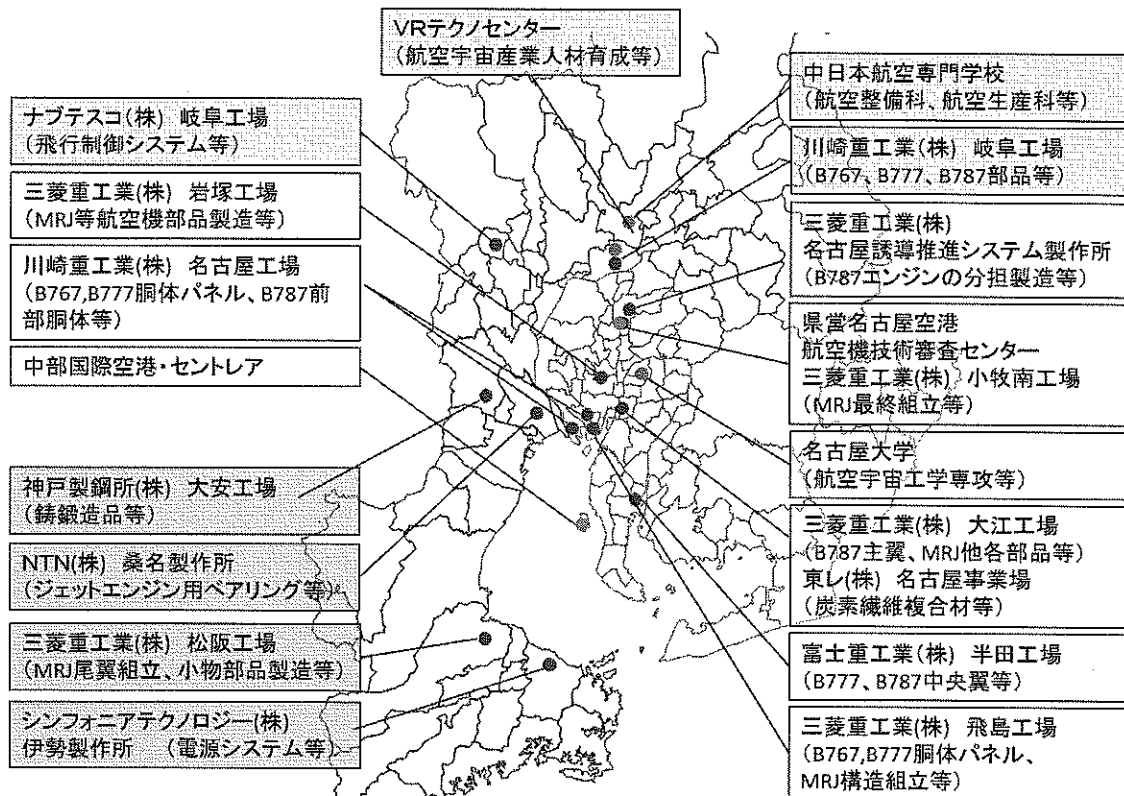 VRテクノセンター
(航空宇宙産業人材育成等)
ナブテスコ(株) 岐阜工場
(飛行制御システム等)
三菱重工業(株) 岩塚工場
(MRJ等航空機部品製造等)
川崎重工業(株) 名古屋工場
(B767,B777胴体パネル、B787前
部胴体等)
中部国際空港・セントレア
神戸製鋼所(株) 大安工場
(鋳鍛造品等)
NTN(株) 桑名製作所
(ジェットエンジン用ベアリング等)
三菱重工業(株) 松阪工場
(MRJ尾翼組立、小物部品製造等)
シンフォニアテクノロジー(株)
伊勢製作所 (電源システム等)
中日本航空専門学校
(航空整備科、航空生産科等)
川崎重工業(株) 岐阜工場
(B767、B777、B787部品等)
三菱重工業(株)
名古屋誘導推進システム製作所
(B787エンジンの分担製造等)
県営名古屋空港
航空機技術審査センター
三菱重工業(株) 小牧南工場
(MRJ最終組立等)
名古屋大学
(航空宇宙工学専攻等)
三菱重工業(株) 大江工場
(B787主翼、MRJ他各部品等)
東レ(株) 名古屋事業場
(炭素繊維複合材等)
富士重工業(株) 半田工場
(B777、B787中央翼等)
三菱重工業(株) 飛島工場
(B767,B777胴体パネル、
MRJ構造組立等)